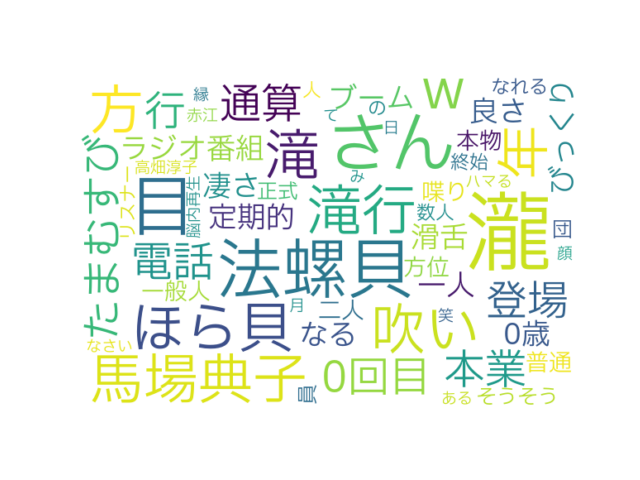 方
行
通算
ブーム
w
なれる
びっくり
縁
赤江
人
て
の
日
良さ
たまむすび
ラジオ番組
滝
さん
年
本物
終始
高畑淳子
リスナー
目
脳内再生
凄さ
正式
み
ハマる
喋り
滝行
瀧
定期的
数人
滑舌
団
電話
法螺貝
方位
顔
一般人
一人
登場
ほら貝
月
二人
なる
笑
吹い
0歳
なさい
馬場典子
員
0回目
本業
普通
ある
そうそう